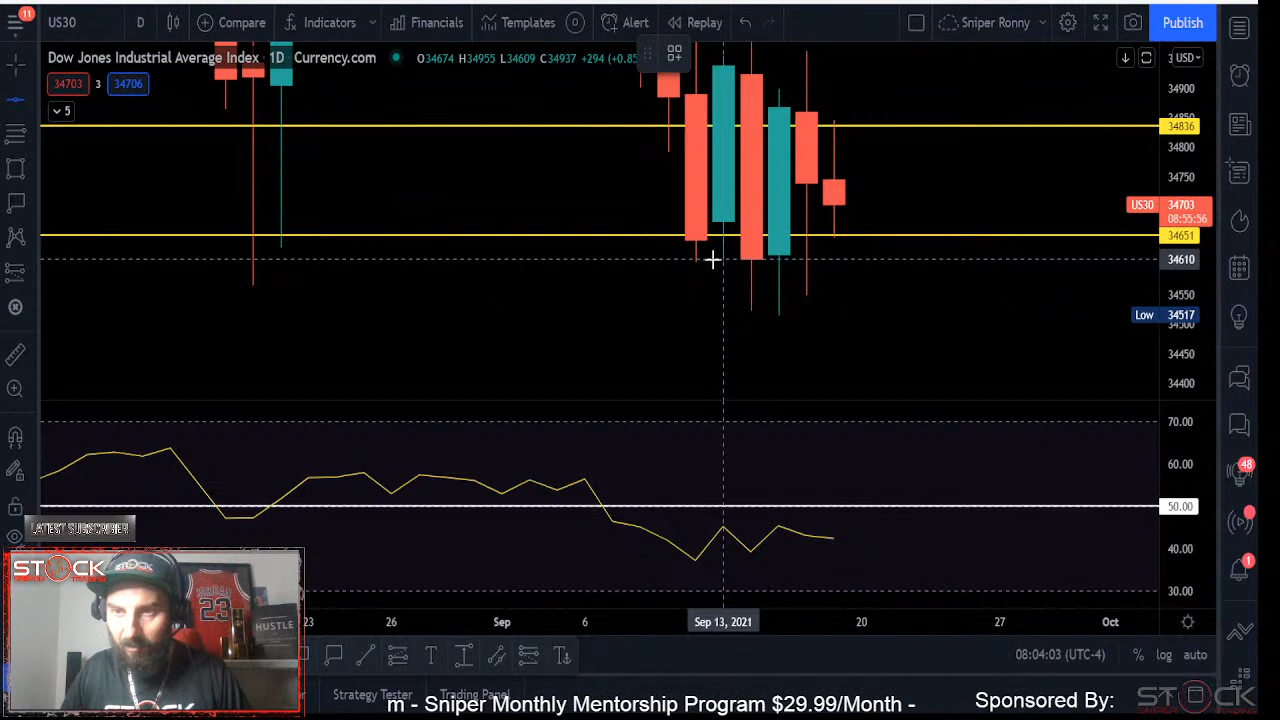 11
US30
D
Compare
Indicators
Financials
Templates
Alert
Replay
Sniper Ronny
Publish
Dow Jones Industrial Average Index · 1D · Currency.com
O34674 H34955 L34609 C34937 +294 (+0.85
USD
34703
3
34706
5
34900
34836
34800
34750
US30 34703
08:55:56
34651
34610
34550
Low 34517
34500
34450
34400
70.00
60.00
50.00
40.00
30.00
48
1
LATEST SUBSCRIBER
23
26
Sep
6
Sep 13, 2021
20
27
Oct
STOCK
JORDAN
23
HUSTLE
08:04:03 (UTC-4)
%
log
auto
Strategy Tester
Trading Panel
m - Sniper Monthly Mentorship Program $29.99/Month -
Sponsored By:
STOCK